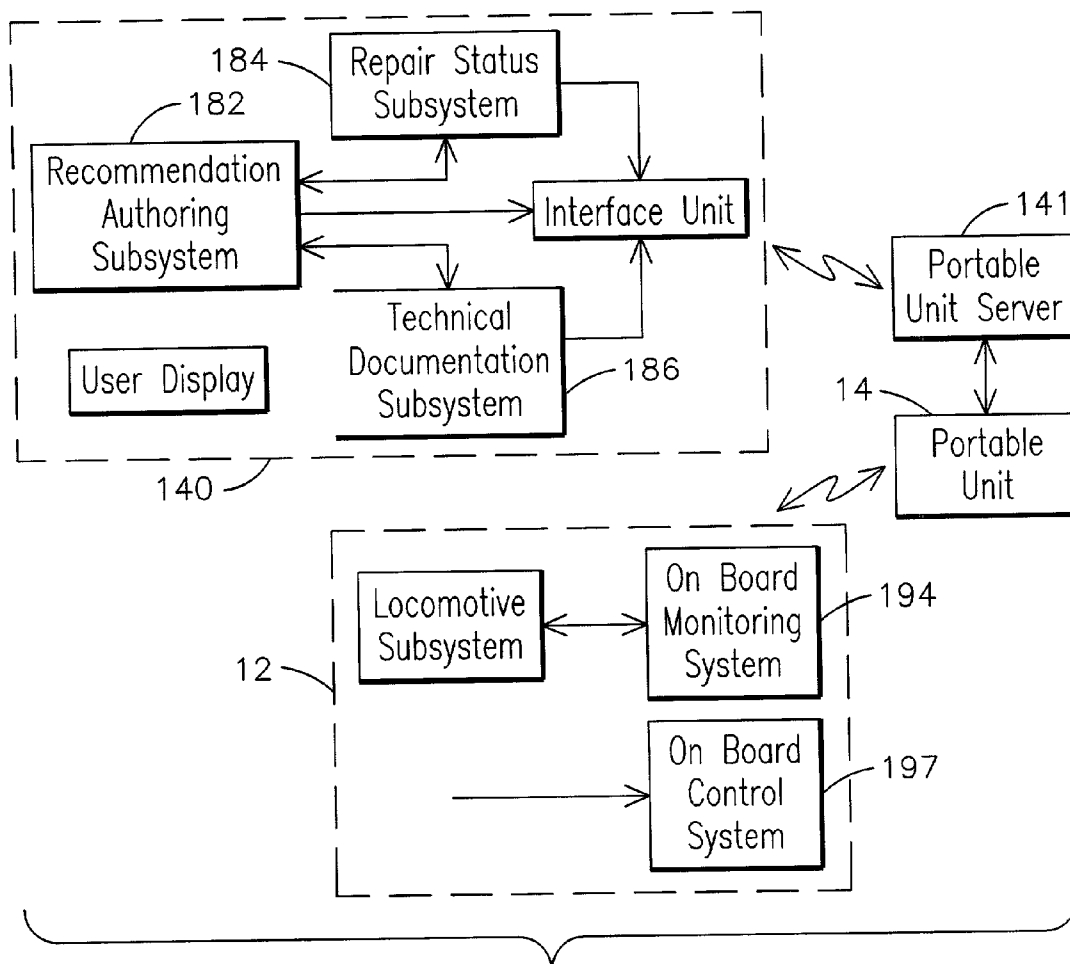 184
Repair Status
Subsystem
182
Recommendation
Authoring
Subsystem
Interface Unit
141
Portable
Unit Server
Technical
Documentation
Subsystem
186
User Display
14
Portable
Unit
140
Locomotive
Subsystem
On Board
Monitoring
System
194
12
On Board
Control
System
197